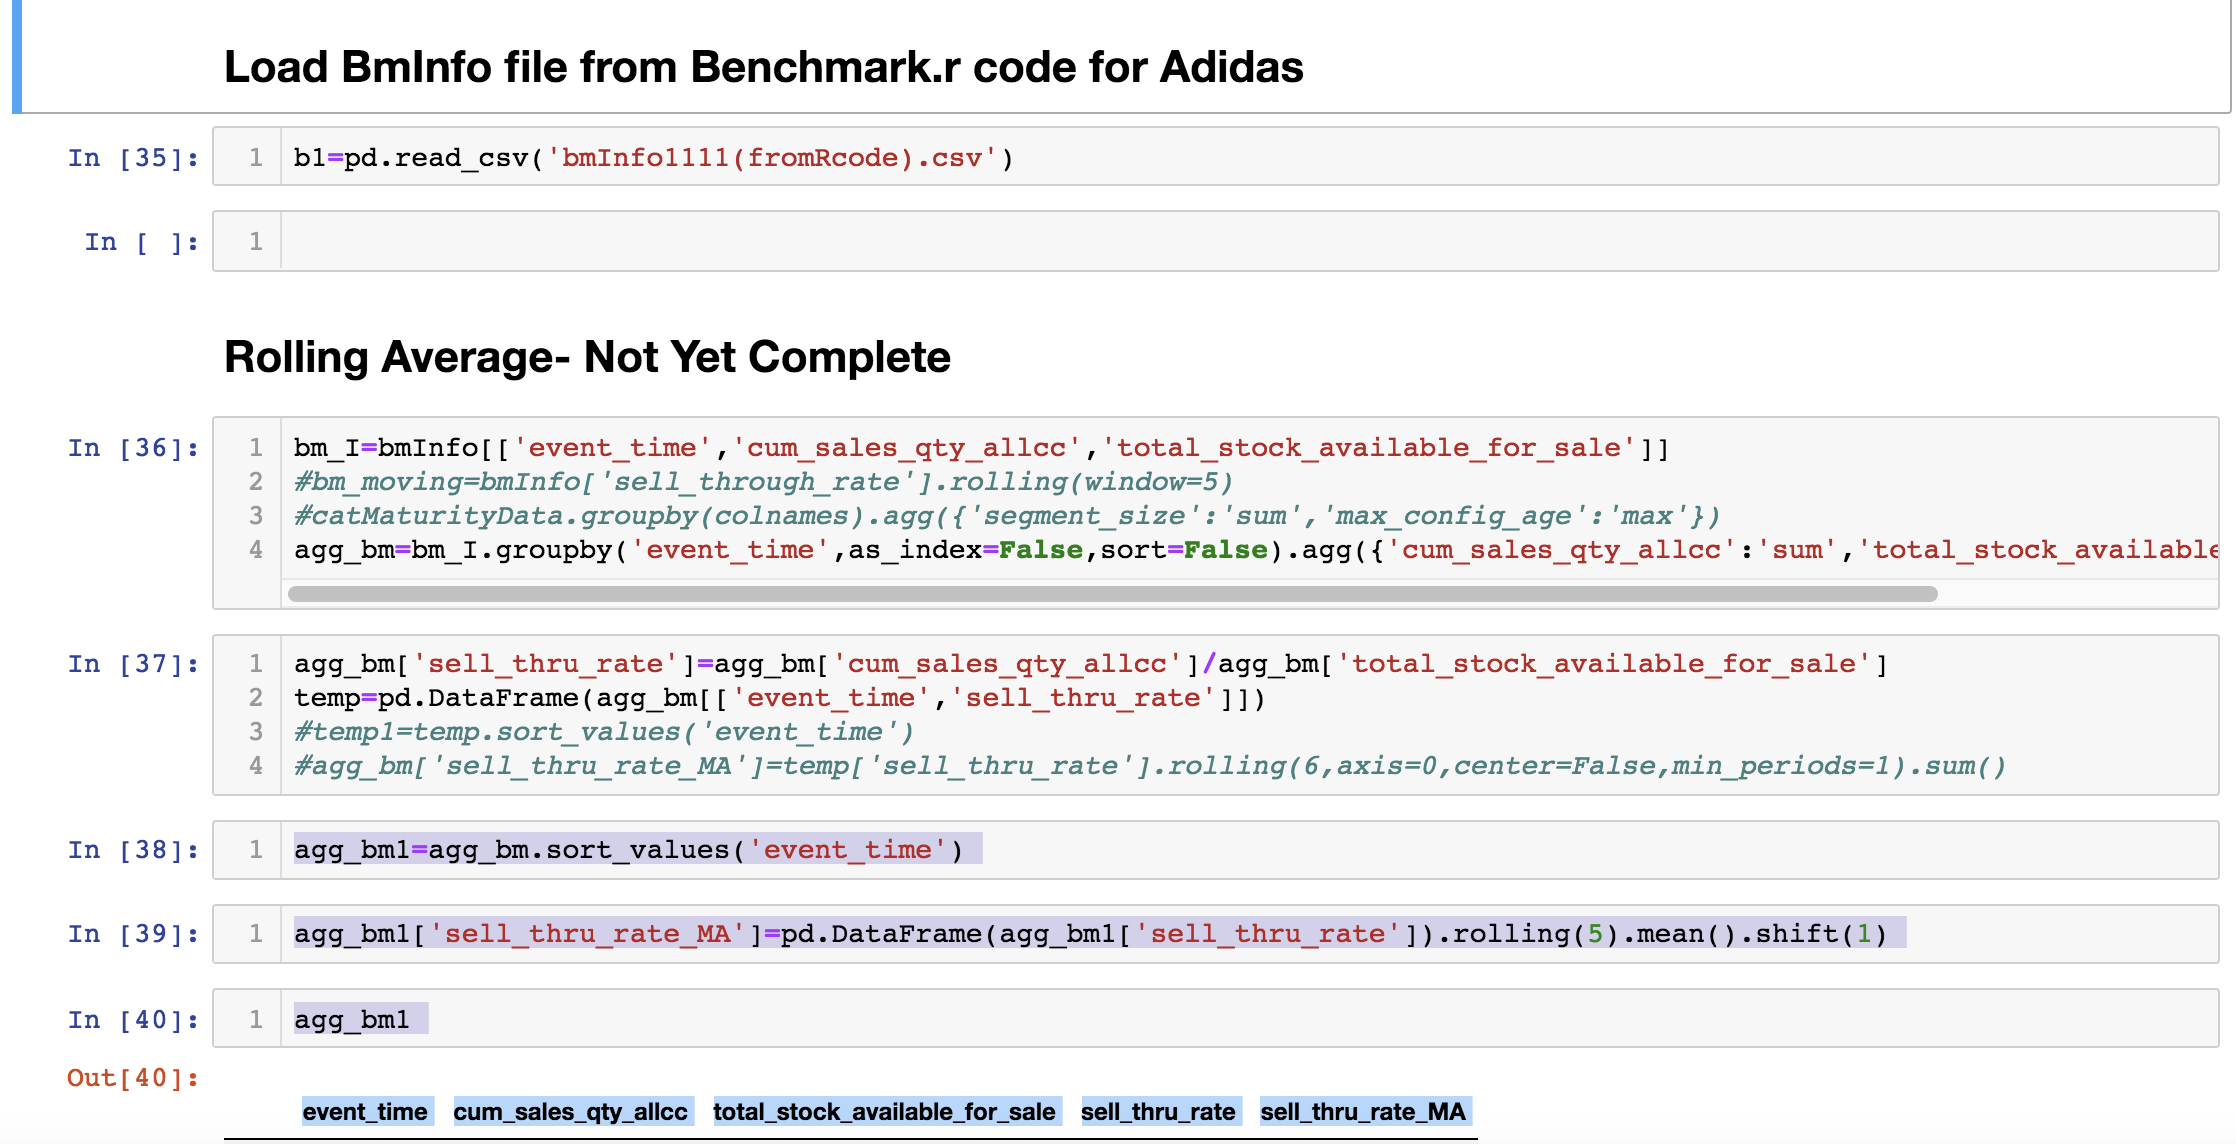 Load BmInfo file from Benchmark.r code for Adidas
In [35]: 1 b1=pd.read_csv('bmInfo1111(fromRcode).csv')
In [ ]: 1
Rolling Average- Not Yet Complete
In [36]: 1 bm_I=bmInfo[['event_time','cum_sales_qty_allcc','total_stock_available_for_sale']]
2 #bm_moving=bmInfo['sell_through_rate'].rolling(window=5)
3 #catMaturityData.groupby(colnames).agg({'segment_size':'sum','max_config_age':'max'})
4 agg_bm=bm_I.groupby('event_time',as_index=False,sort=False).agg({'cum_sales_qty_allcc':'sum','total_stock_available
In [37]: 1 agg_bm['sell_thru_rate']=agg_bm['cum_sales_qty_allcc']/agg_bm['total_stock_available_for_sale']
2 temp=pd.DataFrame(agg_bm[['event_time','sell_thru_rate']])
3 #temp1=temp.sort_values('event_time')
4 #agg_bm['sell_thru_rate_MA']=temp['sell_thru_rate'].rolling(6,axis=0,center=False,min_periods=1).sum()
In [38]: 1 agg_bm1=agg_bm.sort_values('event_time')
In [39]: 1 agg_bm1['sell_thru_rate_MA']=pd.DataFrame(agg_bm1['sell_thru_rate']).rolling(5).mean().shift(1)
In [40]: 1 agg_bm1
Out[40]:
event_time cum_sales_qty_allcc total_stock_available_for_sale sell_thru_rate sell_thru_rate_MA